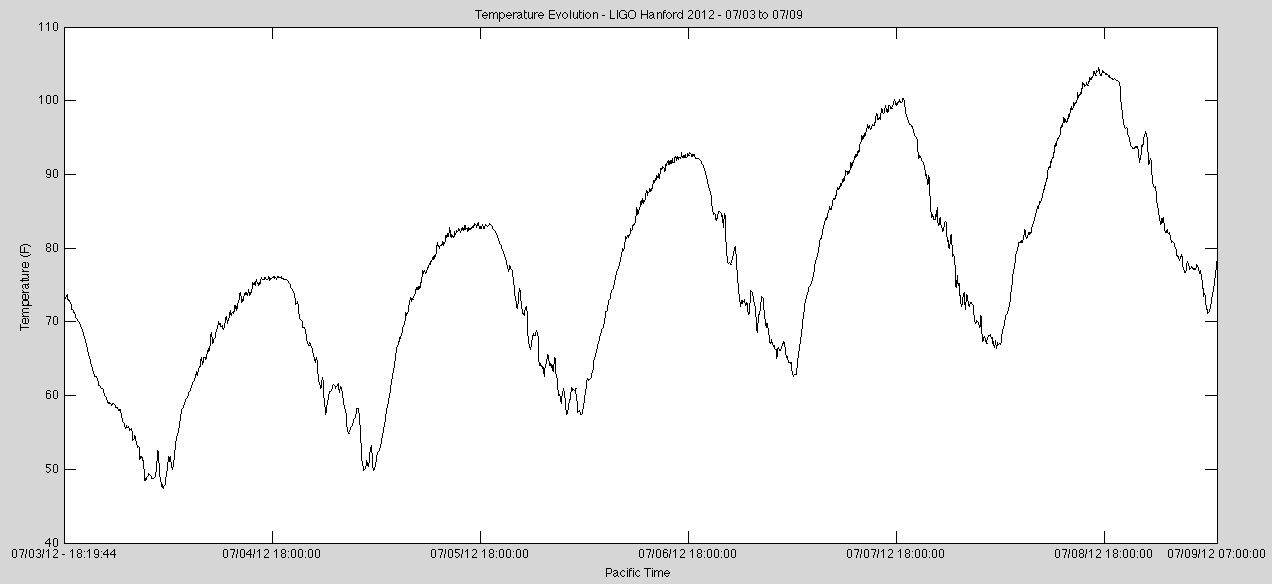 Temperature Evolution - LIGO Hanford 2012 - 07/03 to 07/09
110
100
90
80
70
60
50
40
Temperature (F)
07/03/12 - 18:19:44 07/04/12 18:00:00 07/05/12 18:00:00 07/06/12 18:00:00 07/07/12 18:00:00 07/08/12 18:00:00 07/09/12 07:00:00
Pacific Time